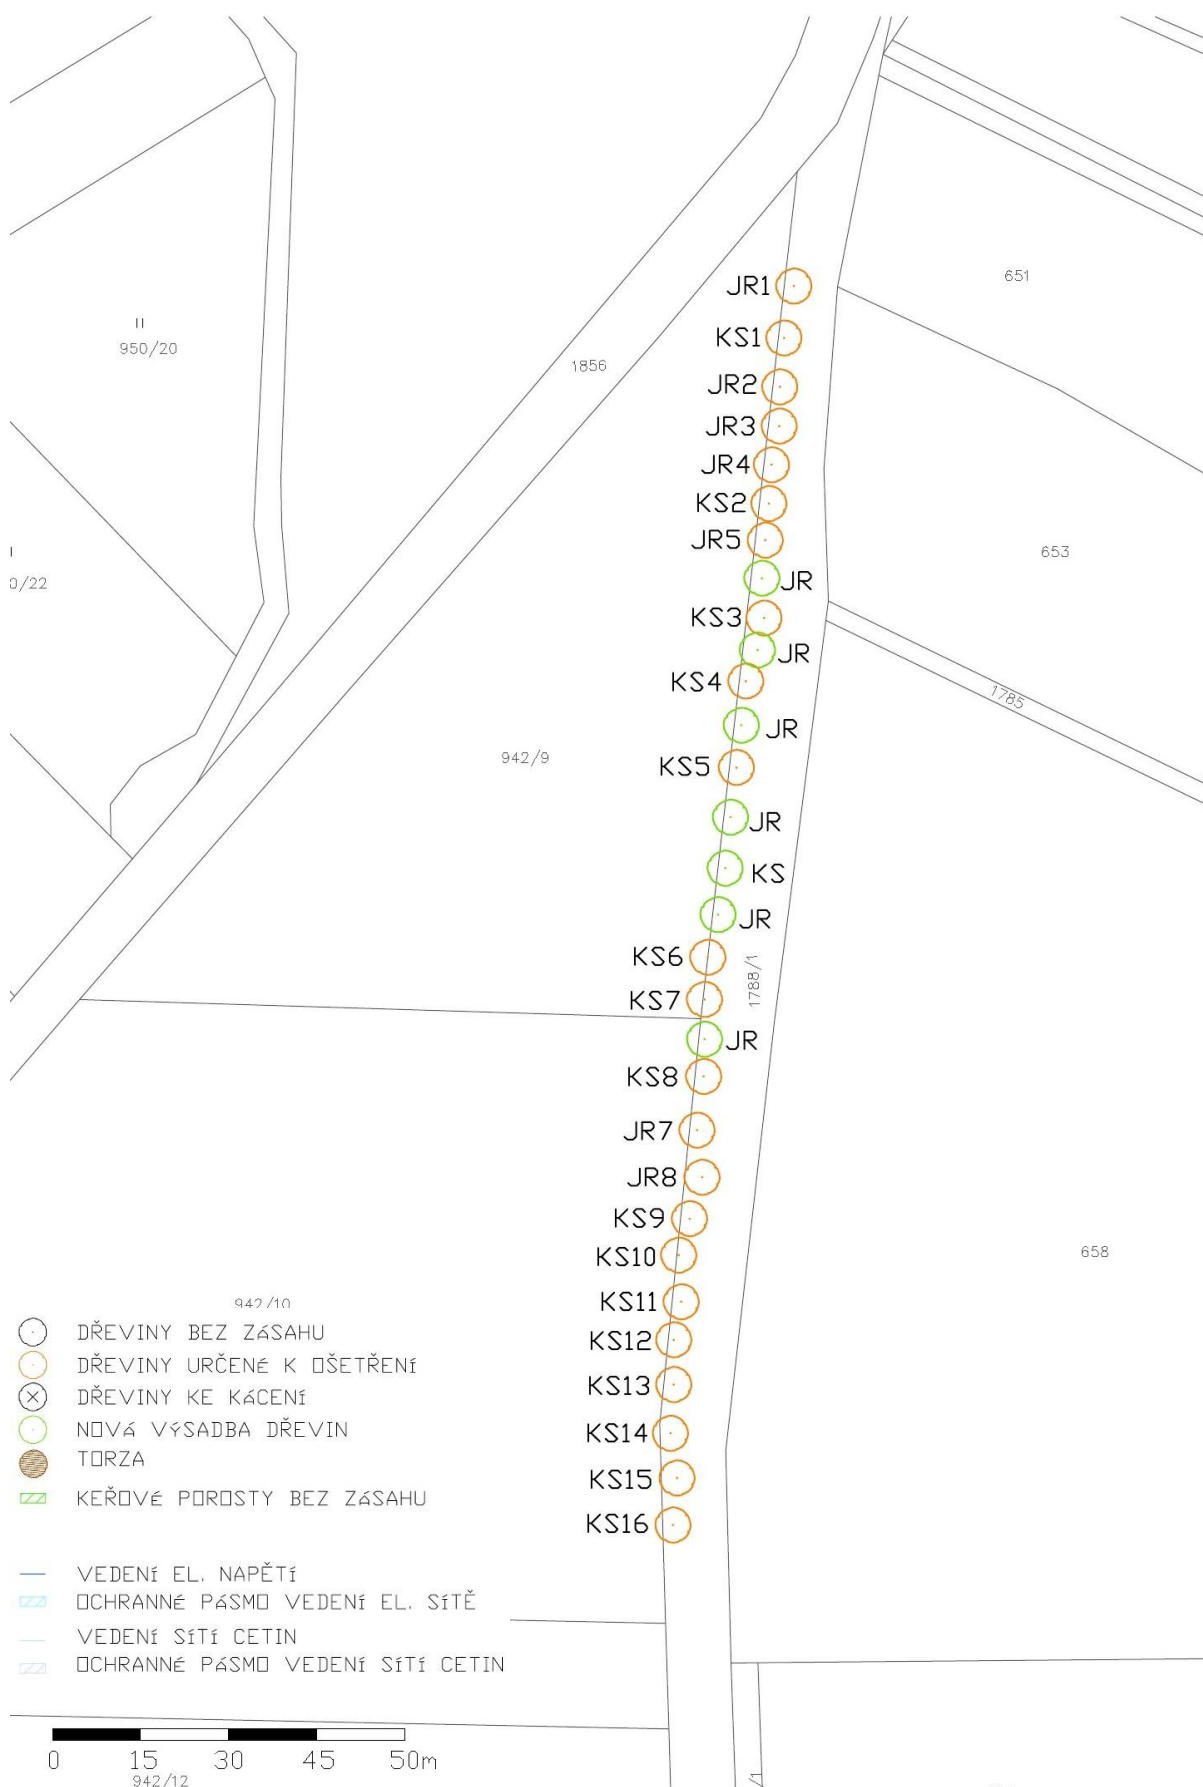 651
JR1
II
950/20
KS1
1856
JR2
JR3
JR4
KS2
JR5
653
0/22
JR
KS3
JR
KS4
1785
JR
942/9
KS5
JR
KS
JR
KS6
1788/1
KS7
JR
KS8
JR7
JR8
KS9
658
KS10
KS11
942/10
DŘEVINY BEZ ZáSAHU
KS12
DŘEVINY URČENé K OŠETŘENí
KS13
DŘEVINY KE KáCENí
NOVá VýSADBA DŘEVIN
KS14
TORZA
KS15
KEŘOVé POROSTY BEZ ZáSAHU
KS16
VEDENí EL. NAPĚTí
OCHRANNé PáSMO VEDENí EL. SíTĚ
VEDENí SíTí CETIN
OCHRANNé PáSMO VEDENí SíTí CETIN
0 15 30 45 50m
942/12
/1